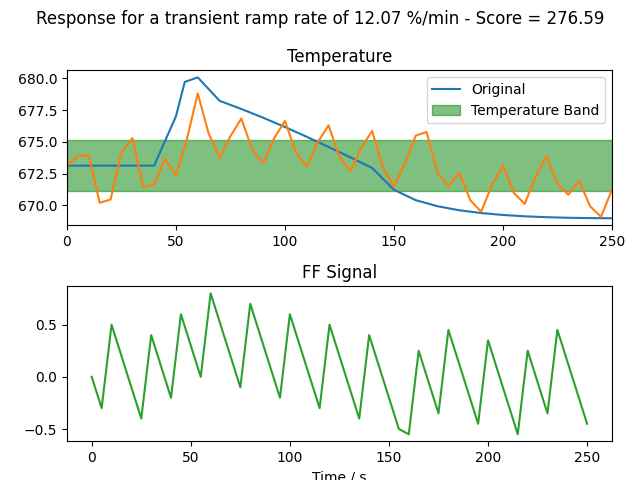 Response for a transient ramp rate of 12.07 %/min - Score = 276.59
Temperature
680.0
677.5
675.0
672.5
670.0
Original
Temperature Band
0 50 100 150 200 250
FF Signal
0.5
0.0
−0.5
0 50 100 150 200 250
Time / s